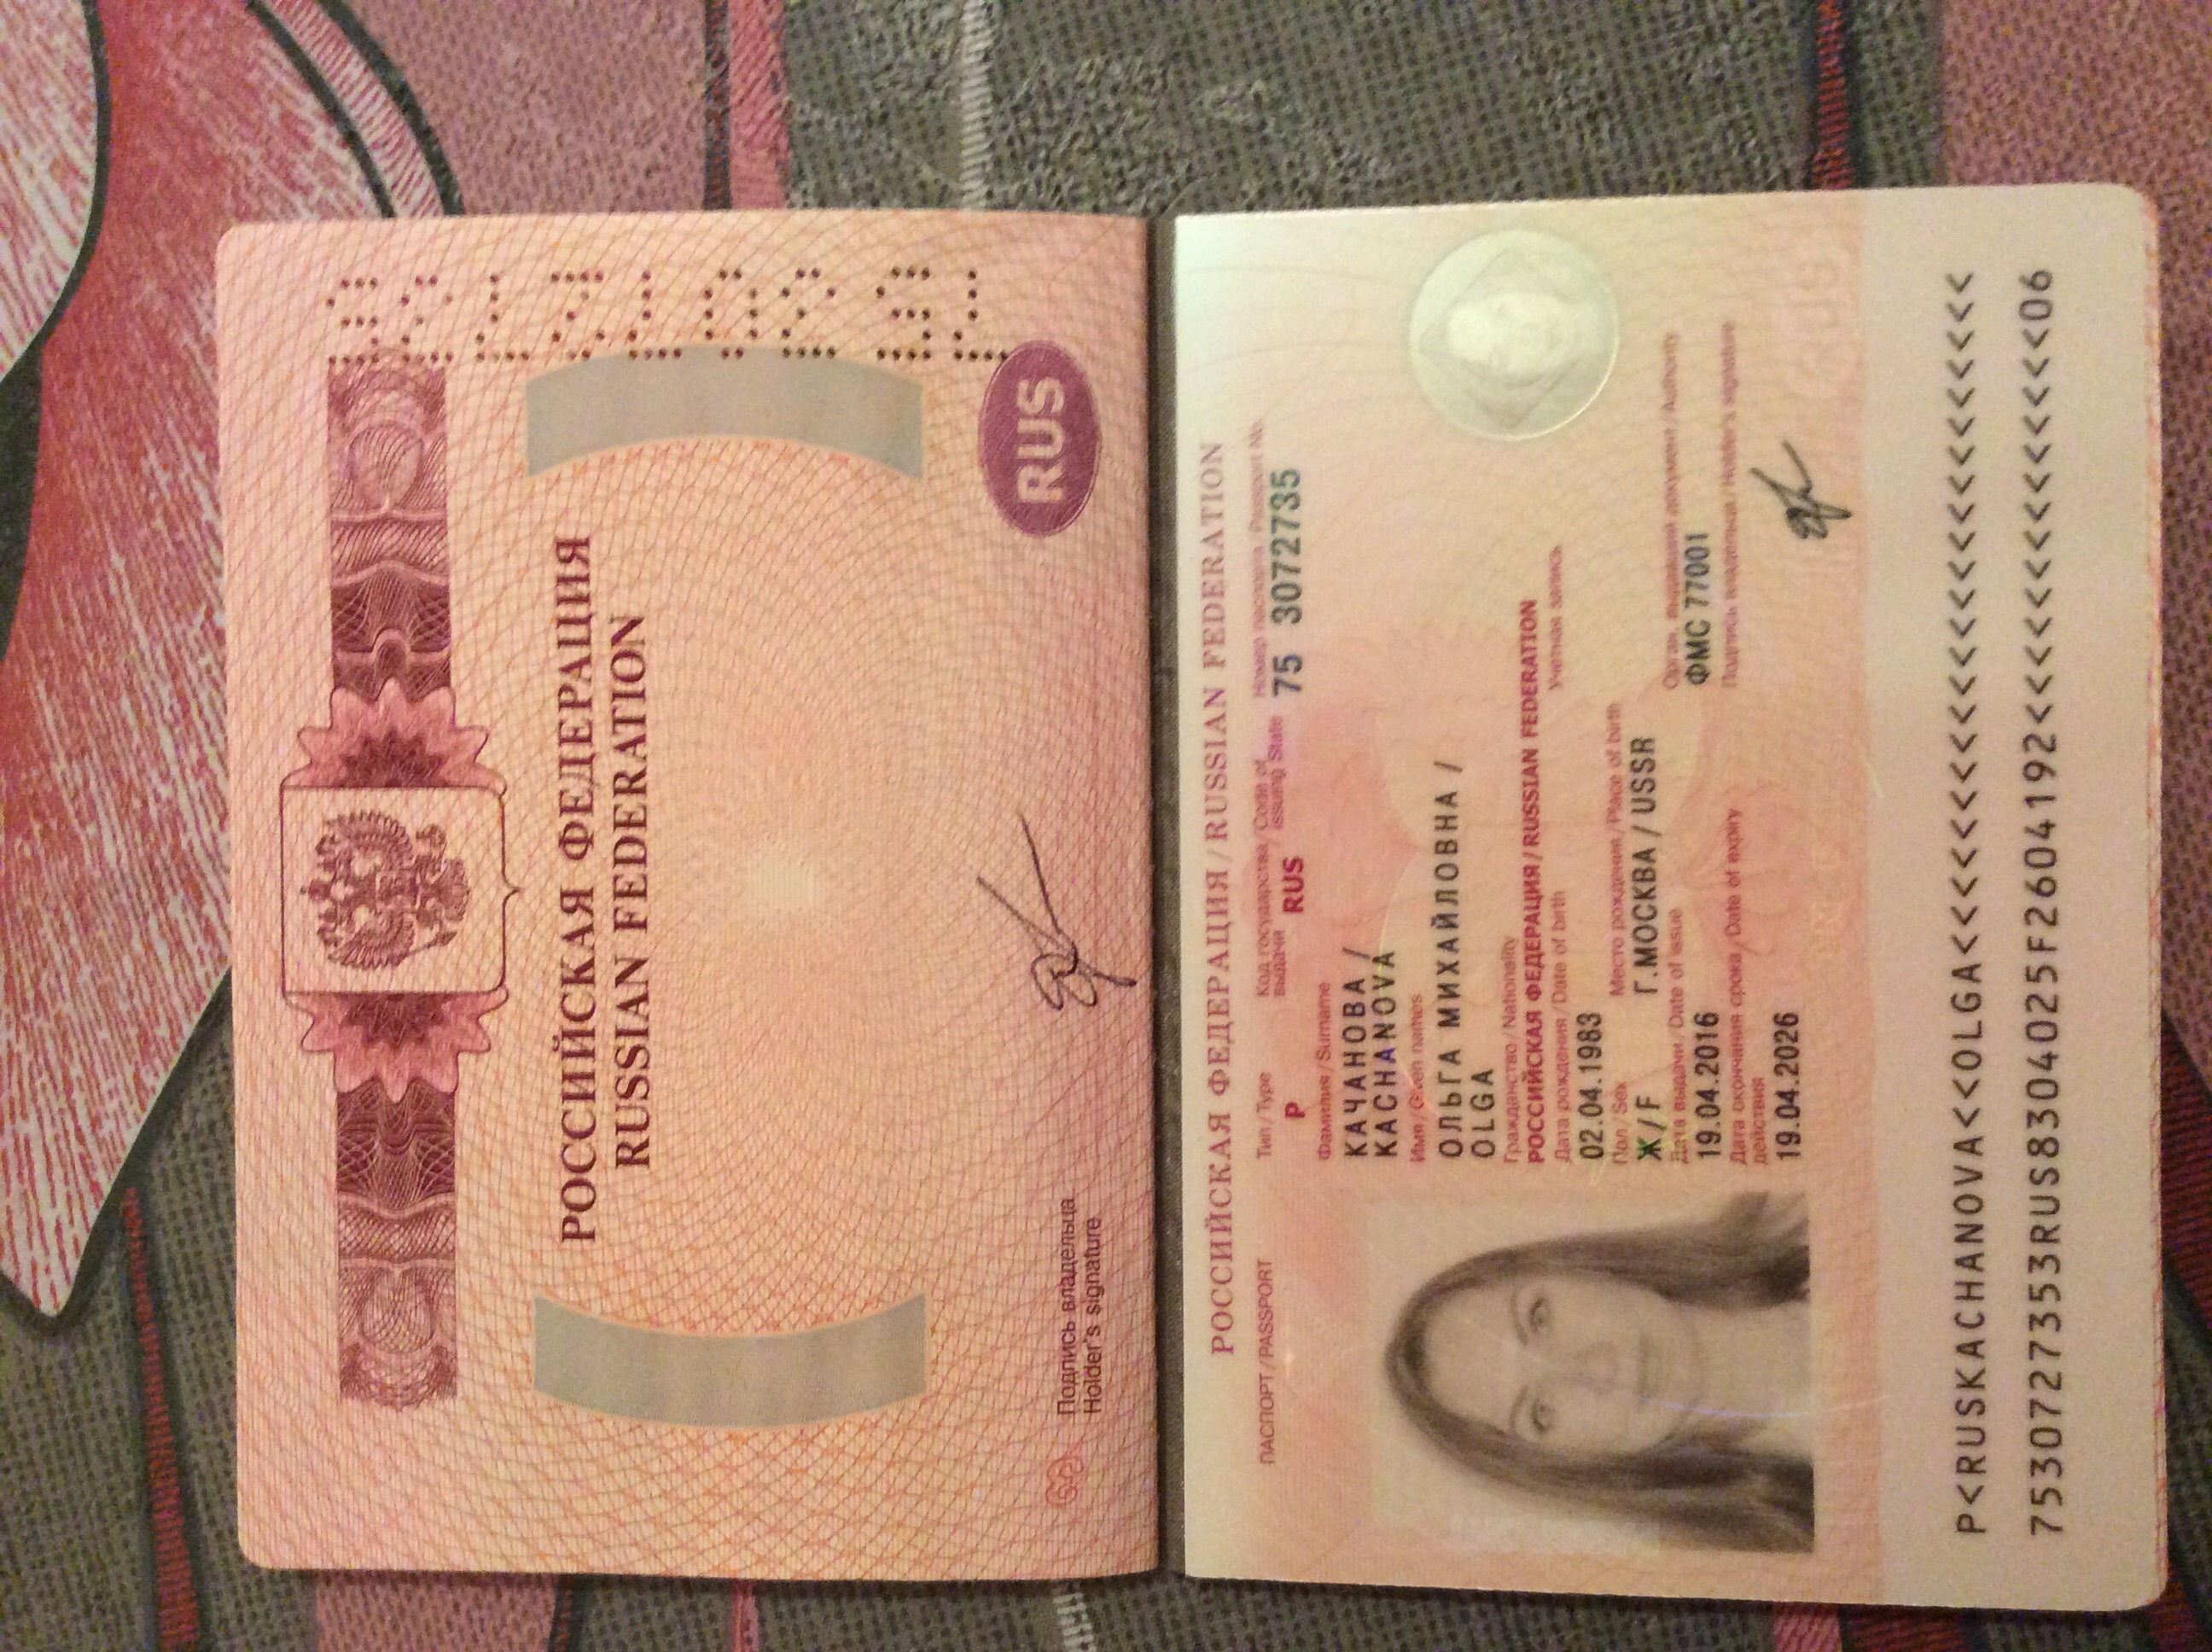 РОССИЙСКАЯ ФЕДЕРАЦИЯ
RUSSIAN FEDERATION
75 3072735
Подпись владельца
Holder's signature
RUS
РОССИЙСКАЯ ФЕДЕРАЦИЯ / RUSSIAN FEDERATION
ПАСПОРТ / PASSPORT Тип / Type Код государства / Code of Номер паспорта / Passport No.
выдачи issuing State
P RUS 75 3072735
Фамилия / Surname
КАЧАНОВА /
KACHANOVA
Имя / Given names
ОЛЬГА МИХАЙЛОВНА /
OLGA
Гражданство / Nationality
РОССИЙСКАЯ ФЕДЕРАЦИЯ / RUSSIAN FEDERATION
Дата рождения / Date of birth Учетная запись
02.04.1983
Пол / Sex Место рождения / Place of birth
Ж / F Г.МОСКВА / USSR
Дата выдачи / Date of issue Орган, выдавший документ / Authority
19.04.2016 ФМС 77001
Дата окончания срока / Date of expiry Подпись владельца / Holder's signature
действия
19.04.2026
P<RUSKACHANOVA<<OLGA<<<<<<<<<<<<<<<<<<<<<<<<
7530727353RUS8304025F2604192<<<<<<<<<<<<<<06